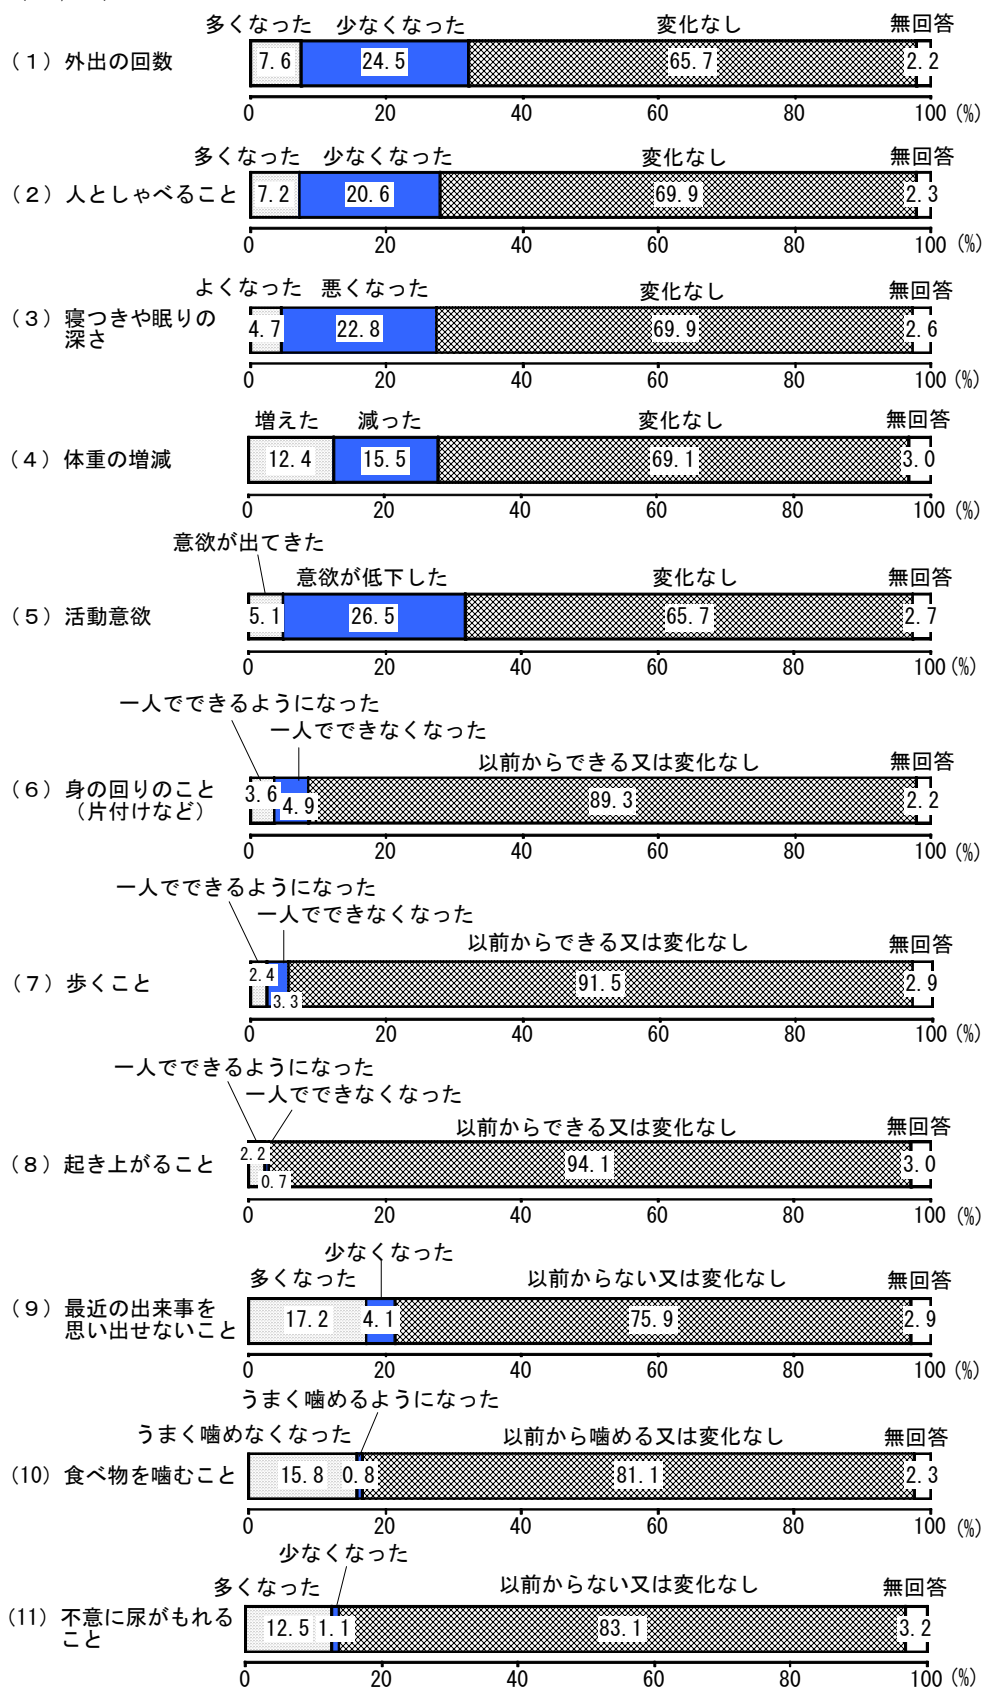 多くなった 少なくなった 変化なし 無回答
(1)外出の回数 7.6 24.5 65.7 2.2
0 20 40 60 80 100 (%)
多くなった 少なくなった 変化なし 無回答
(2)人としゃべること 7.2 20.6 69.9 2.3
0 20 40 60 80 100 (%)
よくなった 悪くなった 変化なし 無回答
(3)寝つきや眠りの
深さ
4.7 22.8 69.9 2.6
0 20 40 60 80 100 (%)
増えた 減った 変化なし 無回答
(4)体重の増減 12.4 15.5 69.1 3.0
0 20 40 60 80 100 (%)
意欲が出てきた
意欲が低下した 変化なし 無回答
(5)活動意欲 5.1 26.5 65.7 2.7
0 20 40 60 80 100 (%)
一人でできるようになった
一人でできなくなった
以前からできる又は変化なし 無回答
(6)身の回りのこと
(片付けなど)
3.6 4.9 89.3 2.2
0 20 40 60 80 100 (%)
一人でできるようになった
一人でできなくなった
以前からできる又は変化なし 無回答
(7)歩くこと 2.4 3.3 91.5 2.9
0 20 40 60 80 100 (%)
一人でできるようになった
一人でできなくなった
以前からできる又は変化なし 無回答
(8)起き上がること 2.2 0.7 94.1 3.0
0 20 40 60 80 100 (%)
少なくなった
多くなった 以前からない又は変化なし 無回答
(9)最近の出来事を
思い出せないこと
17.2 4.1 75.9 2.9
0 20 40 60 80 100 (%)
うまく噛めるようになった
うまく噛めなくなった 以前から噛める又は変化なし 無回答
(10)食べ物を噛むこと 15.8 0.8 81.1 2.3
0 20 40 60 80 100 (%)
少なくなった
多くなった 以前からない又は変化なし 無回答
(11)不意に尿がもれる
こと
12.5 1.1 83.1 3.2
0 20 40 60 80 100 (%)